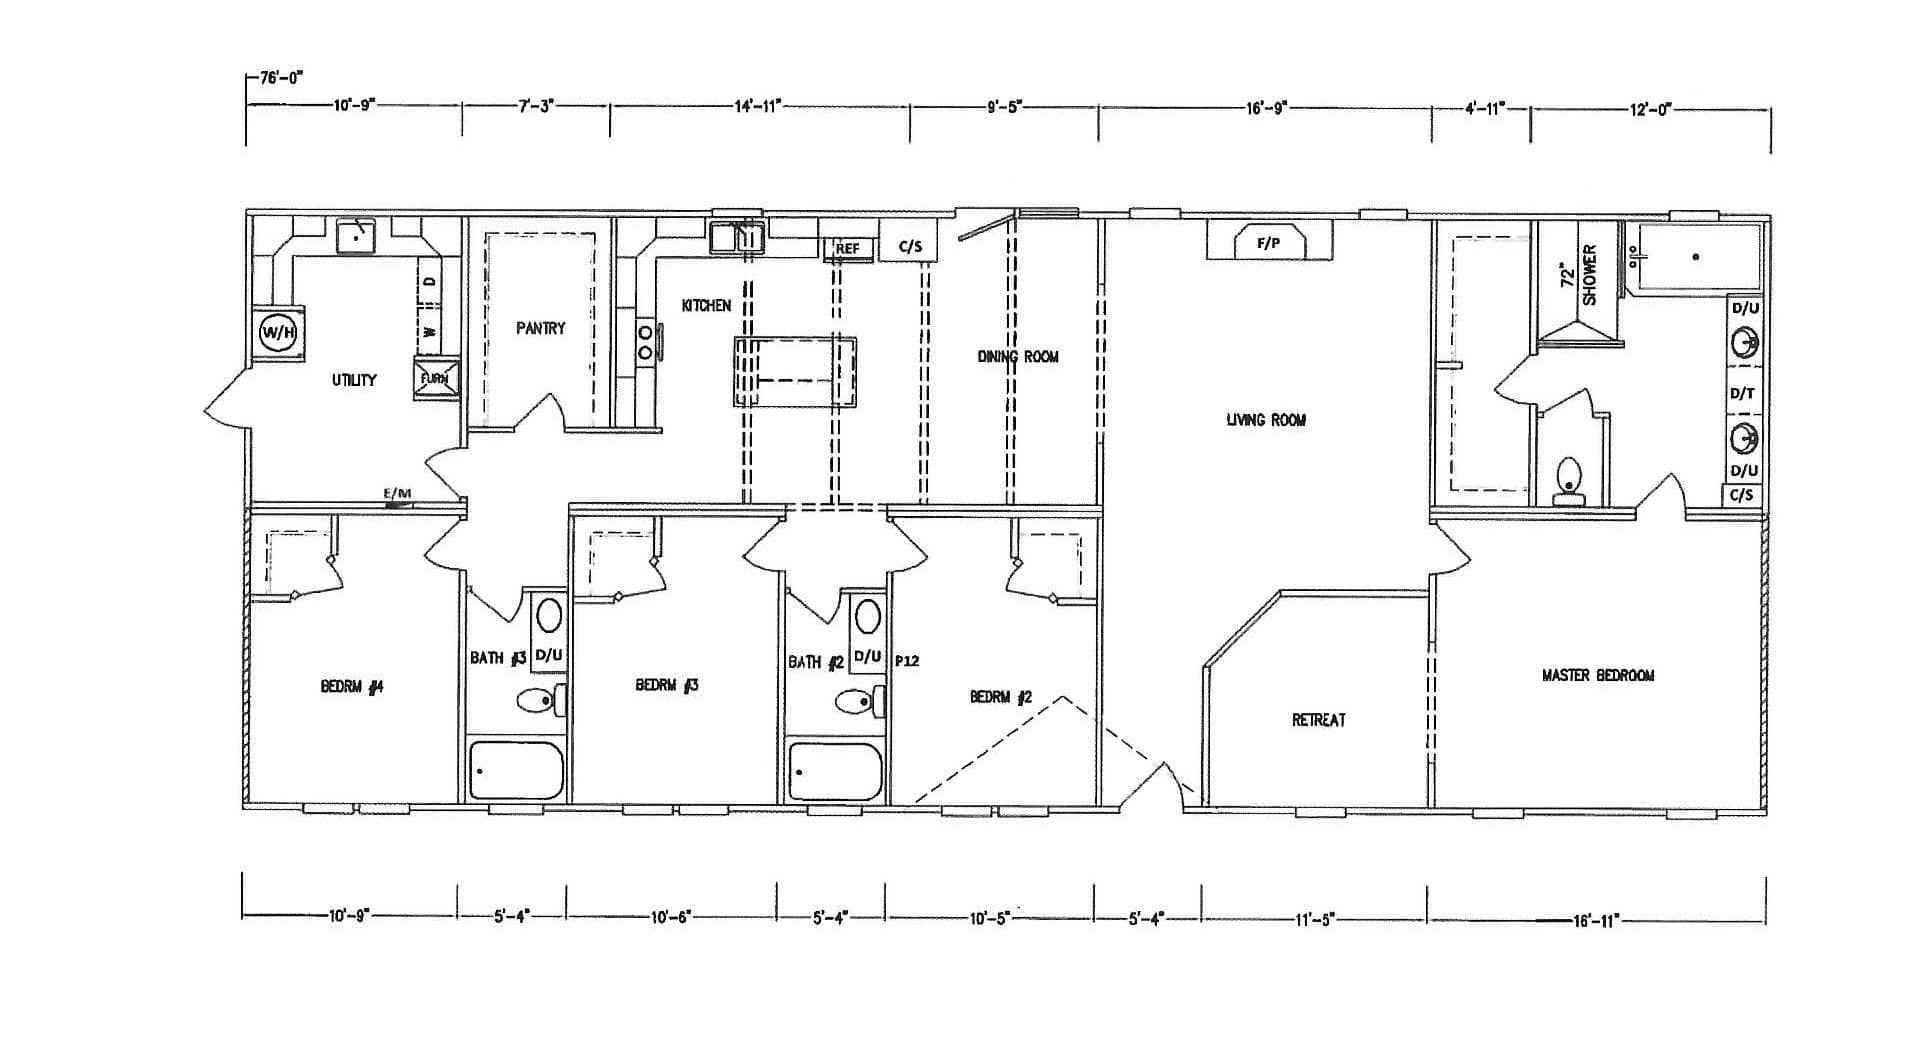 76'-0"
10'-9" 7'-3" 14'-11" 9'-5" 16'-9" 4'-11" 12'-0"
REF C/S F/P
72" SHOWER
D
W
W/H
FURN
UTILITY
PANTRY
KITCHEN
DINING ROOM
LIVING ROOM
D/U
D/T
D/U
C/S
E/M
BEDRM #4
BATH #3 D/U
BEDRM #3
BATH #2 D/U P12
BEDRM #2
RETREAT
MASTER BEDROOM
10'-9" 5'-4" 10'-6" 5'-4" 10'-5" 5'-4" 11'-5" 16'-11"